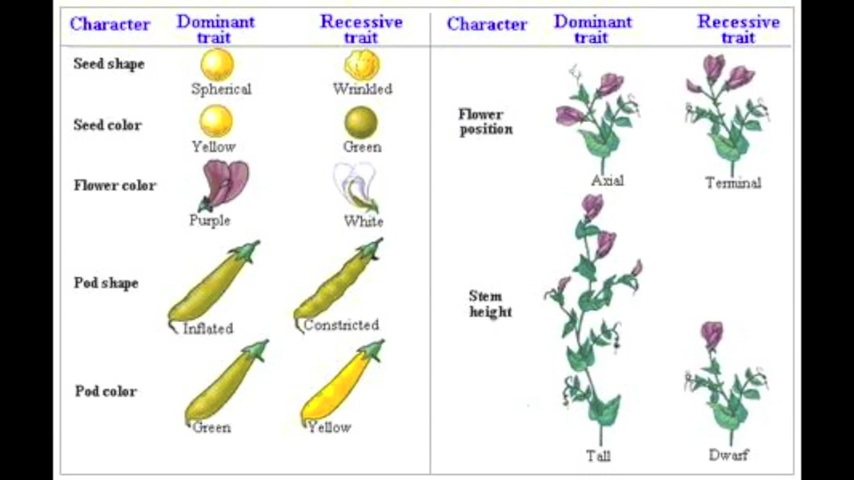 Character Dominant trait Recessive trait
Seed shape
Spherical Wrinkled
Seed color
Yellow Green
Flower color
Purple White
Pod shape
Inflated Constricted
Pod color
Green Yellow
Character Dominant trait Recessive trait
Flower position
Axial Terminal
Stem height
Tall Dwarf